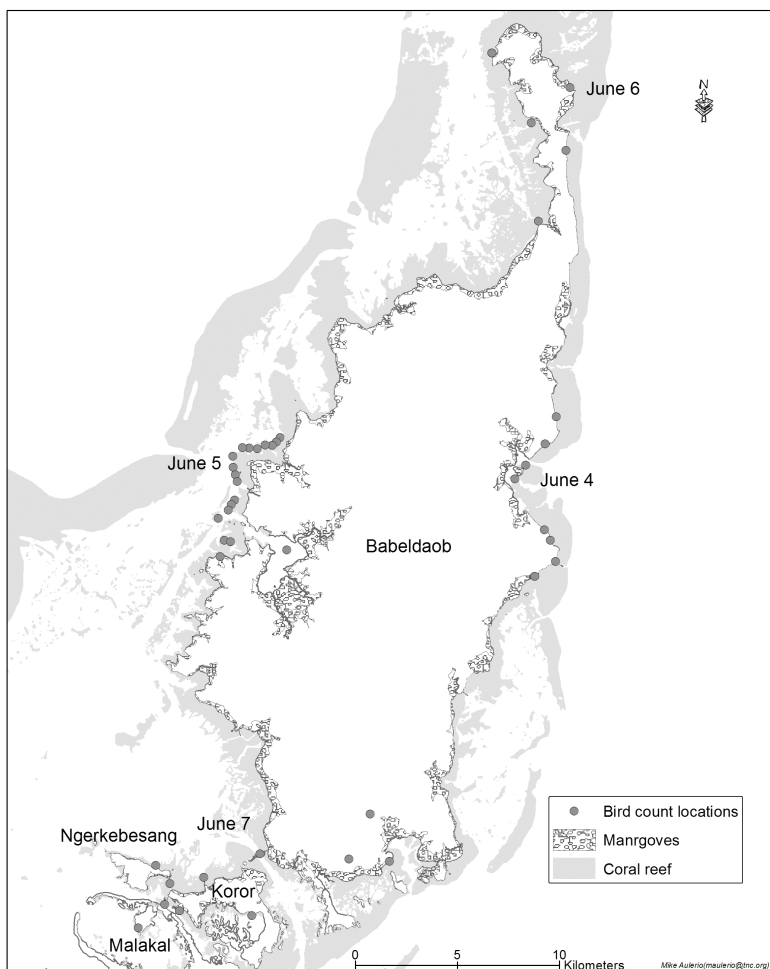 N
June 6
June 5
June 4
Babeldaob
June 7
Ngerkebesang
Koror
Malakal
Bird count locations
Manrgoves
Coral reef
0 5 10
Kilometers
Mike Aulerio(maulerio@tnc.org)